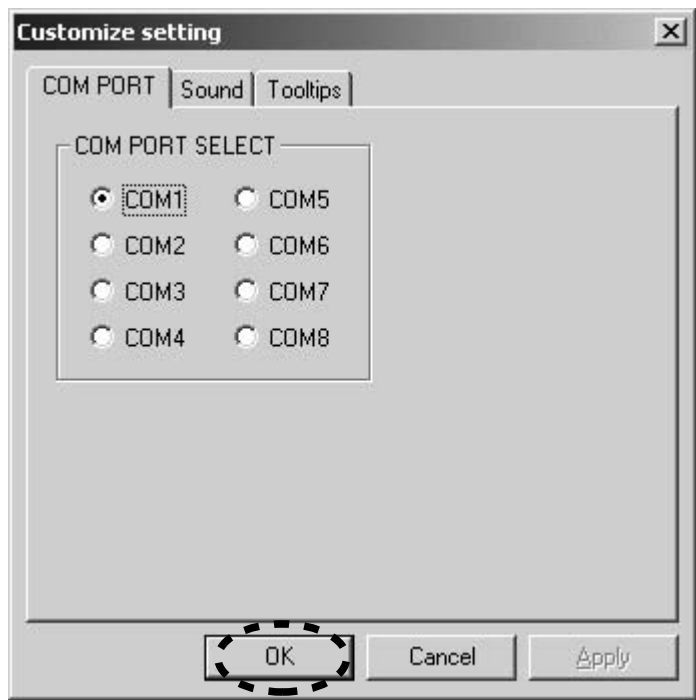 Customize setting
COM PORT Sound Tooltips
COM PORT SELECT
COM1 COM5
COM2 COM6
COM3 COM7
COM4 COM8
OK Cancel Apply